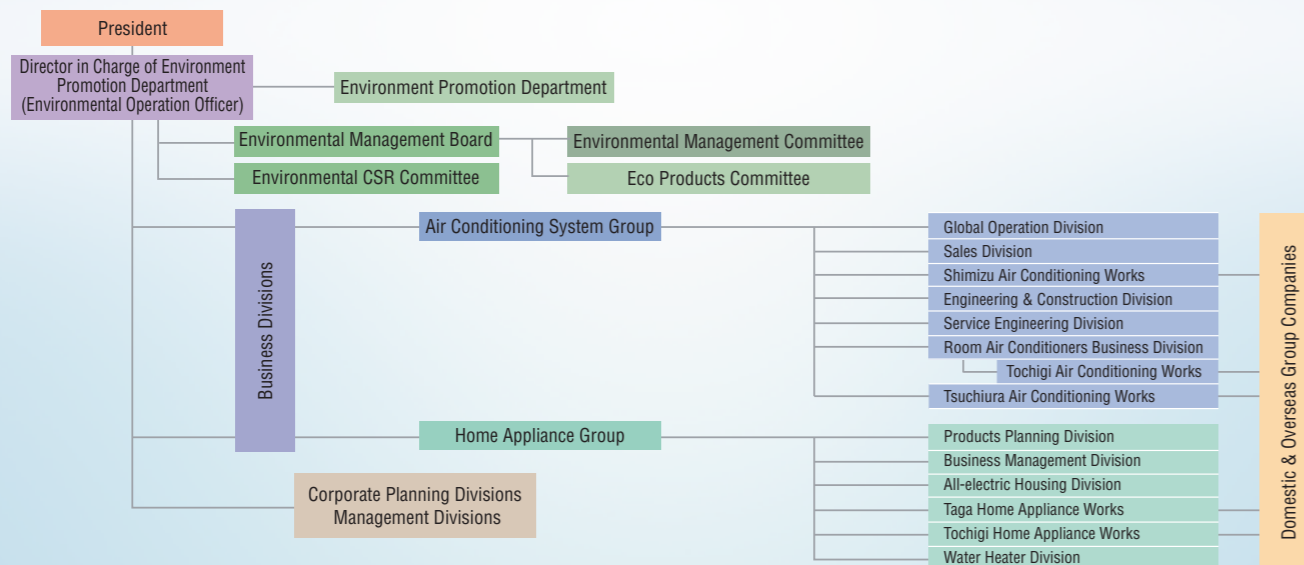 President
Director in Charge of Environment
Promotion Department
(Environmental Operation Officer)
Environment Promotion Department
Environmental Management Board
Environmental Management Committee
Environmental CSR Committee
Eco Products Committee
Business Divisions
Air Conditioning System Group
Global Operation Division
Sales Division
Shimizu Air Conditioning Works
Engineering & Construction Division
Service Engineering Division
Room Air Conditioners Business Division
Tochigi Air Conditioning Works
Tsuchiura Air Conditioning Works
Home Appliance Group
Products Planning Division
Business Management Division
All-electric Housing Division
Taga Home Appliance Works
Tochigi Home Appliance Works
Water Heater Division
Domestic & Overseas Group Companies
Corporate Planning Divisions
Management Divisions